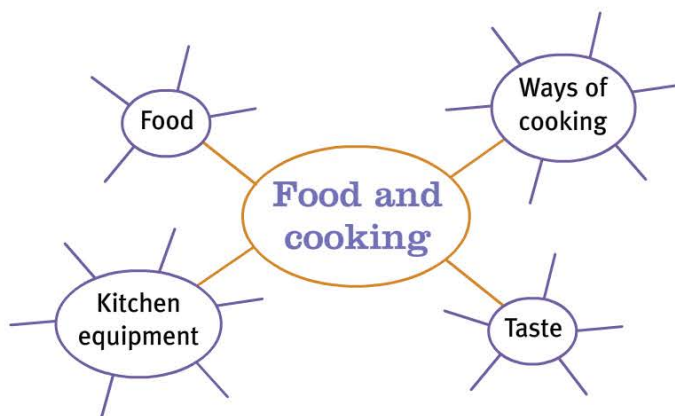 Food
Ways of
cooking
Food and
cooking
Kitchen
equipment
Taste